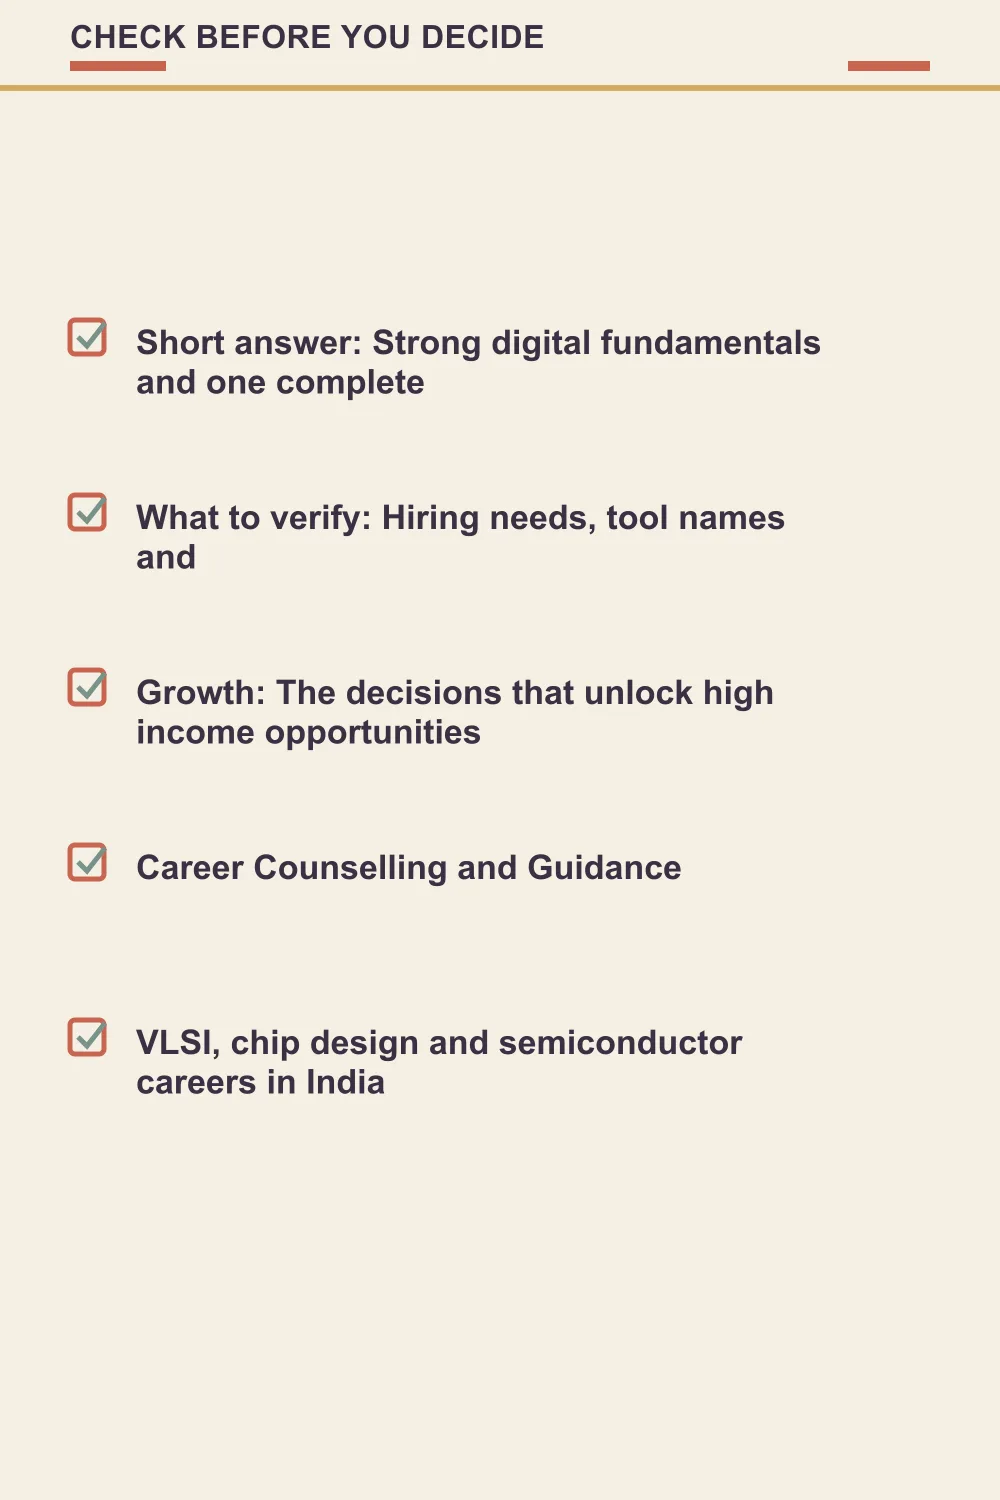 CHECK BEFORE YOU DECIDE
Short answer: Strong digital fundamentals
and one complete
What to verify: Hiring needs, tool names
and
Growth: The decisions that unlock high
income opportunities
Career Counselling and Guidance
VLSI, chip design and semiconductor
careers in India